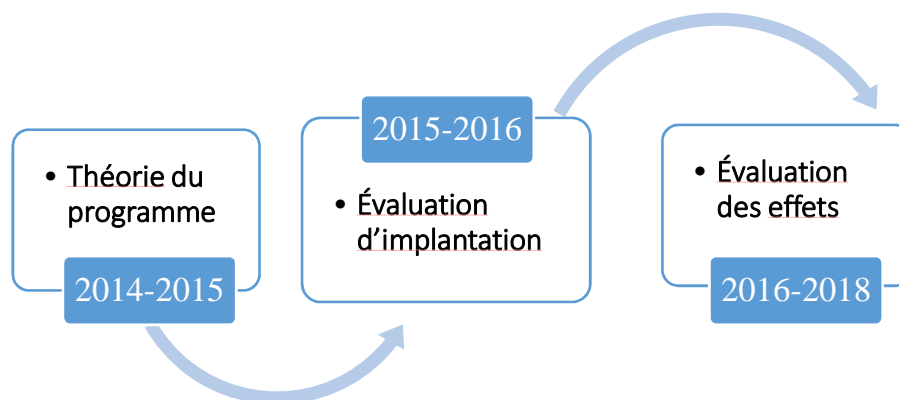 • Théorie du
programme
2014-2015
2015-2016
• Évaluation
d’implantation
• Évaluation
des effets
2016-2018